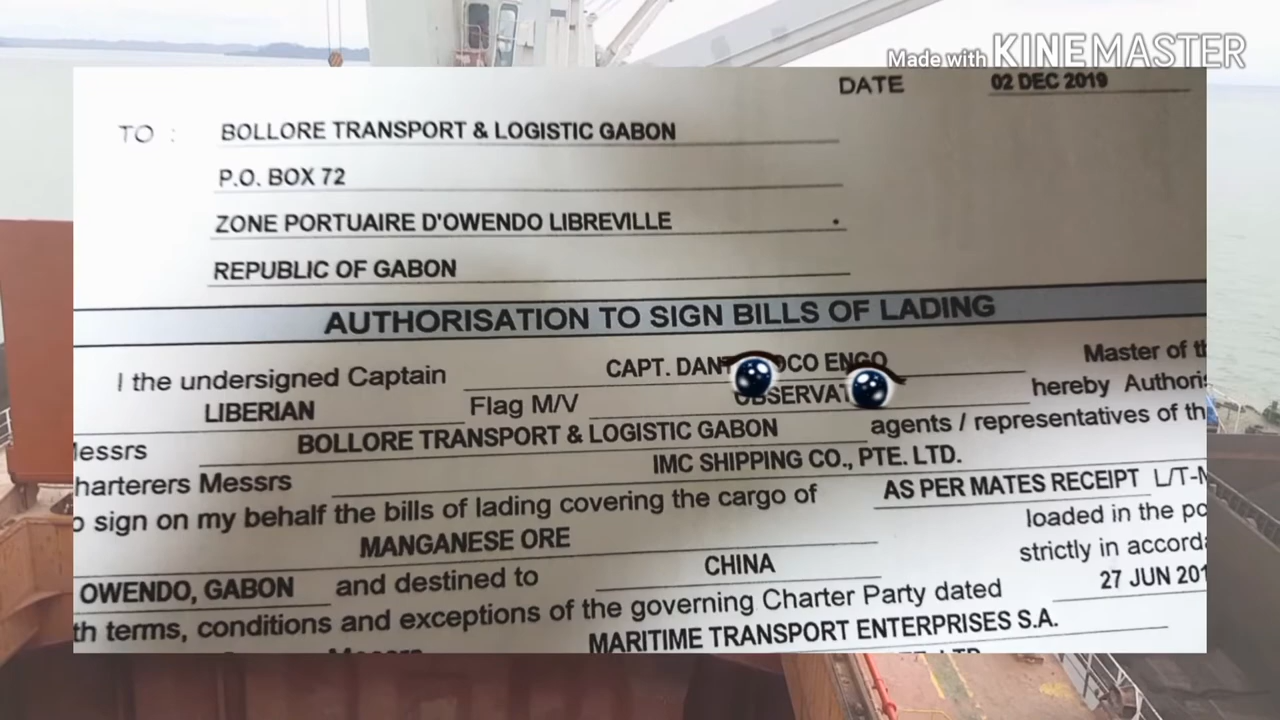 Made with KINEMASTER
DATE 02 DEC 2019
TO : BOLLORE TRANSPORT & LOGISTIC GABON
P.O. BOX 72
ZONE PORTUAIRE D'OWENDO LIBREVILLE
REPUBLIC OF GABON
AUTHORISATION TO SIGN BILLS OF LADING
I the undersigned Captain CAPT. Master of
LIBERIAN Flag M/V hereby
BOLLORE TRANSPORT & LOGISTIC GABON agents / representatives of
Messrs IMC SHIPPING CO., PTE. LTD.
sign on my behalf the bills of lading covering the cargo of AS PER MATES RECEIPT
MANGANESE ORE loaded in the
OWENDO, GABON and destined to CHINA strictly in
terms, conditions and exceptions of the governing Charter Party dated 27 JUN
MARITIME TRANSPORT ENTERPRISES S.A.